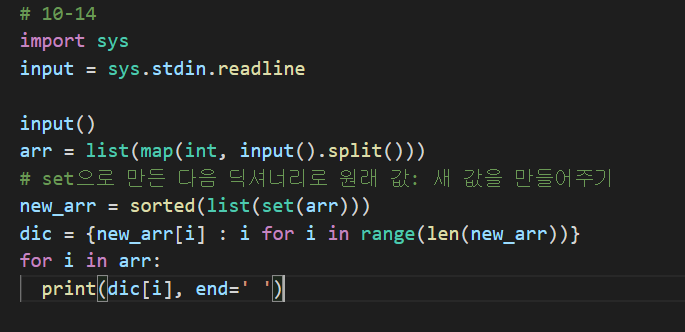 # 10-14
import sys
input = sys.stdin.readline
input()
arr = list(map(int, input().split()))
# set으로 만든 다음 딕셔너리로 원래 값: 새 값을 만들어주기
new_arr = sorted(list(set(arr)))
dic = {new_arr[i] : i for i in range(len(new_arr))}
for i in arr:
  print(dic[i], end=' ')